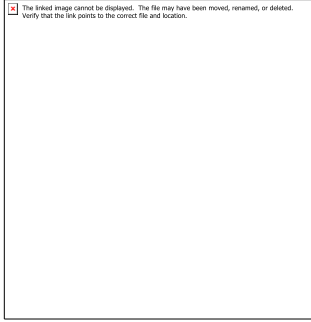 The linked image cannot be displayed. The file may have been moved, renamed, or deleted.
Verify that the link points to the correct file and location.